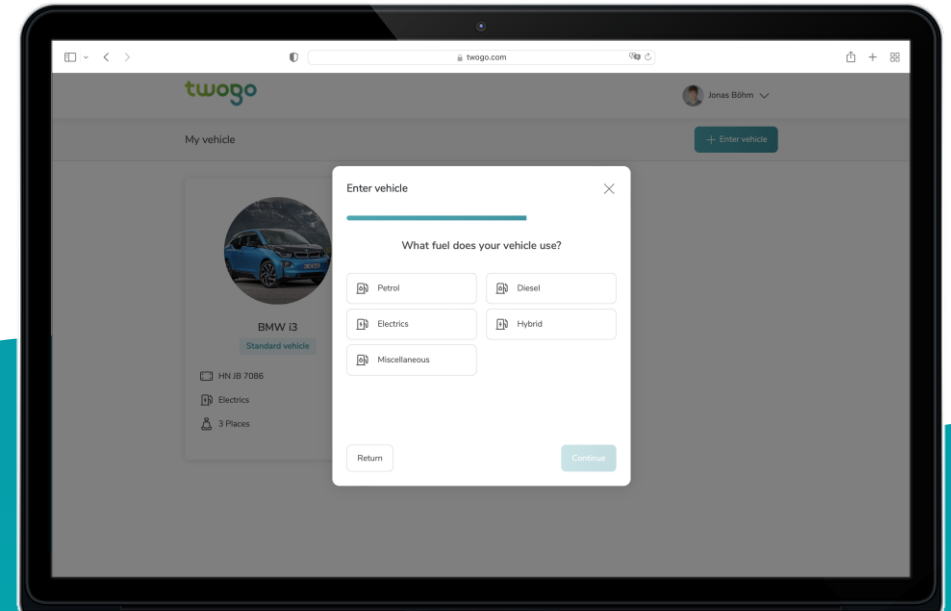 twogo.com
twogo
Jonas Böhm
My vehicle
+ Enter vehicle
Enter vehicle
What fuel does your vehicle use?
Petrol
Diesel
Electrics
Hybrid
Miscellaneous
Return
Continue
BMW i3
Standard vehicle
HN JB 7086
Electrics
3 Places